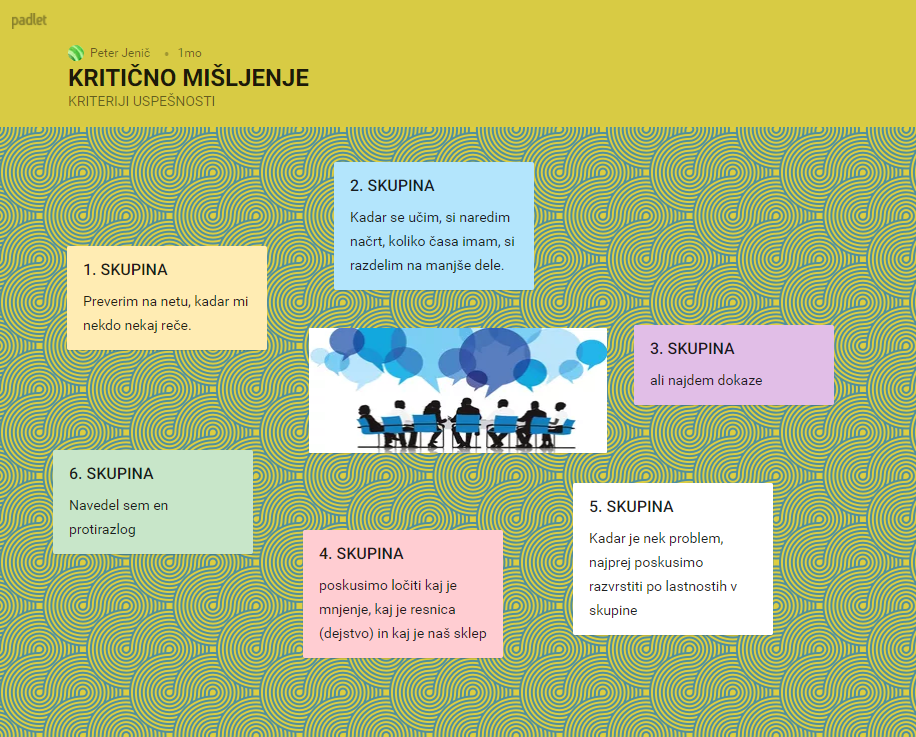 padlet
Peter Jenič • 1mo
KRITIČNO MIŠLJENJE
KRITERIJI USPEŠNOSTI
1. SKUPINA
Preverim na netu, kadar mi
nekdo nekaj reče.
2. SKUPINA
Kadar se učim, si naredim
načrt, koliko časa imam, si
razdelim na manjše dele.
3. SKUPINA
ali najdem dokaze
4. SKUPINA
poskusimo ločiti kaj je
mnjenje, kaj je resnica
(dejstvo) in kaj je naš sklep
5. SKUPINA
Kadar je nek problem,
najprej poskusimo
razvrstiti po lastnostih v
skupine
6. SKUPINA
Navedel sem en
protirazlog